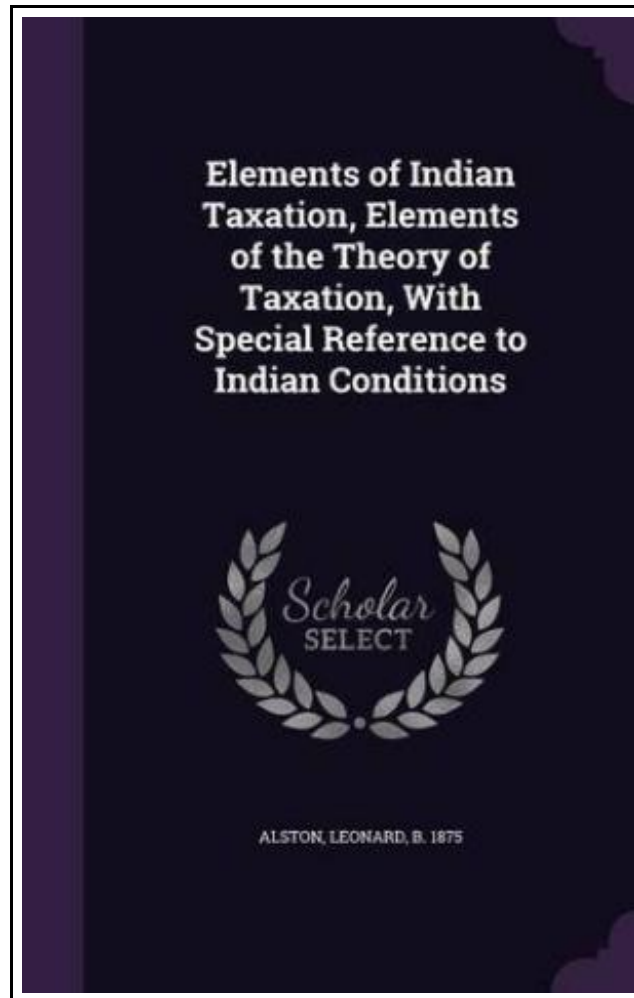 Elements of Indian
Taxation, Elements
of the Theory of
Taxation, With
Special Reference to
Indian Conditions
Scholar
SELECT
ALSTON, LEONARD, B. 1875